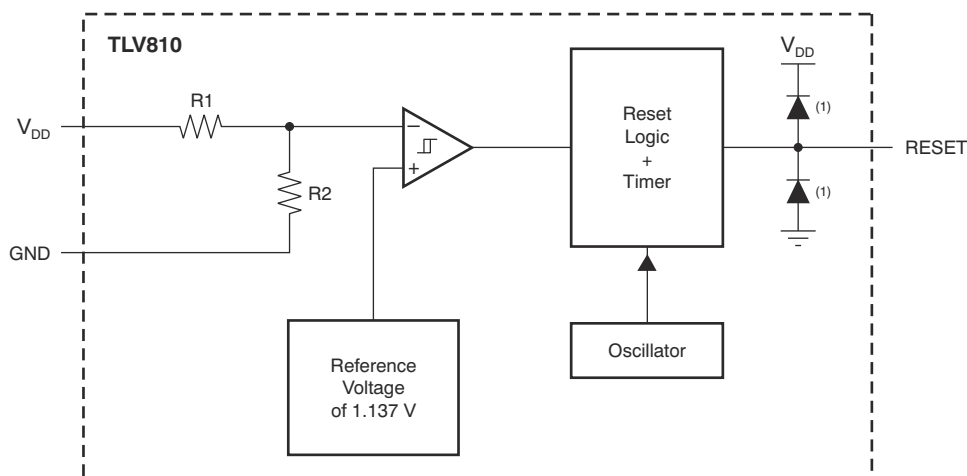 TLV810
R1
V_DD
R2
GND
−
+
Reset
Logic
+
Timer
V_DD
(1)
(1)
RESET
Reference
Voltage
of 1.137 V
Oscillator